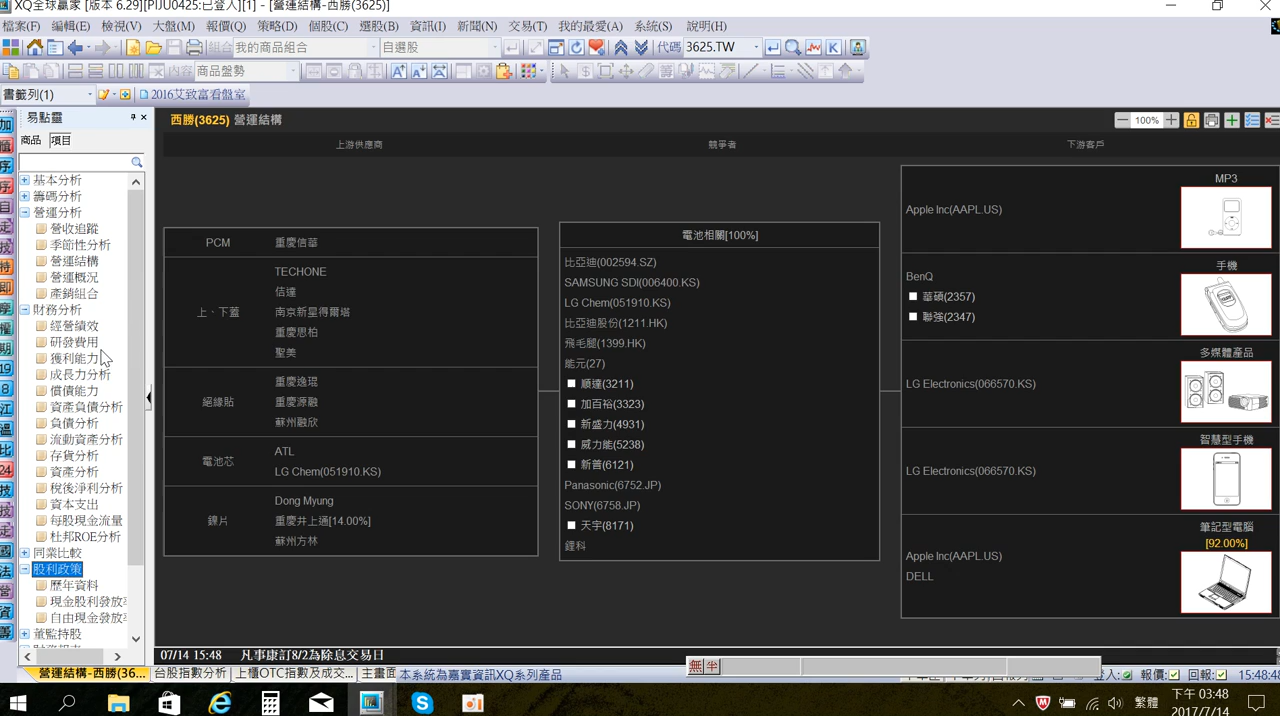 XQ全球贏家 [版本 6.29][PIJU0425:已登入][1] - [營運結構-西勝(3625)]
檔案(F) 編輯(E) 檢視(V) 大盤(M) 報價(Q) 策略(D) 個股(C) 選股(B) 資訊(I) 新聞(N) 交易(T) 我的最愛(A) 系統(S) 說明(H)
組合 我的商品組合 自選股 代碼 3625.TW
內容 商品盤勢
書籤列(1) 2016艾致富看盤室
易點靈
商品 項目
基本分析
籌碼分析
營運分析
營收追蹤
季節性分析
營運結構
營運概況
產銷組合
財務分析
經營績效
研發費用
獲利能力
成長力分析
償債能力
資產負債分析
負債分析
流動資產分析
存貨分析
資產分析
稅後淨利分析
資本支出
每股現金流量
杜邦ROE分析
同業比較
股利政策
歷年資料
現金股利發放
自由現金發放
董監持股
西勝(3625) 營運結構
100%
上游供應商 競爭者 下游客戶
PCM 重慶信華
上、下蓋
TECHONE
信達
南京新星得爾塔
重慶思柏
聖美
絕緣貼
重慶逸琨
重慶源融
蘇州融欣
電池芯
ATL
LG Chem(051910.KS)
鎳片
Dong Myung
重慶井上通[14.00%]
蘇州方林
電池相關[100%]
比亞迪(002594.SZ)
SAMSUNG SDI(006400.KS)
LG Chem(051910.KS)
比亞迪股份(1211.HK)
飛毛腿(1399.HK)
能元(27)
順達(3211)
加百裕(3323)
新盛力(4931)
威力能(5238)
新普(6121)
Panasonic(6752.JP)
SONY(6758.JP)
天宇(8171)
鋰科
MP3
Apple Inc(AAPL.US)
手機
BenQ
華碩(2357)
聯強(2347)
多媒體產品
LG Electronics(066570.KS)
智慧型手機
LG Electronics(066570.KS)
筆記型電腦
[92.00%]
Apple Inc(AAPL.US)
DELL
07/14 15:48 凡事康訂8/2為除息交易日
無 半
營運結構-西勝(36... 台股指數分析 上櫃OTC指數及成交... 主畫面 本系統為嘉實資訊XQ系列產品
登入: 報價: 回報: 15:48:48
繁體
下午 03:48
2017/7/14